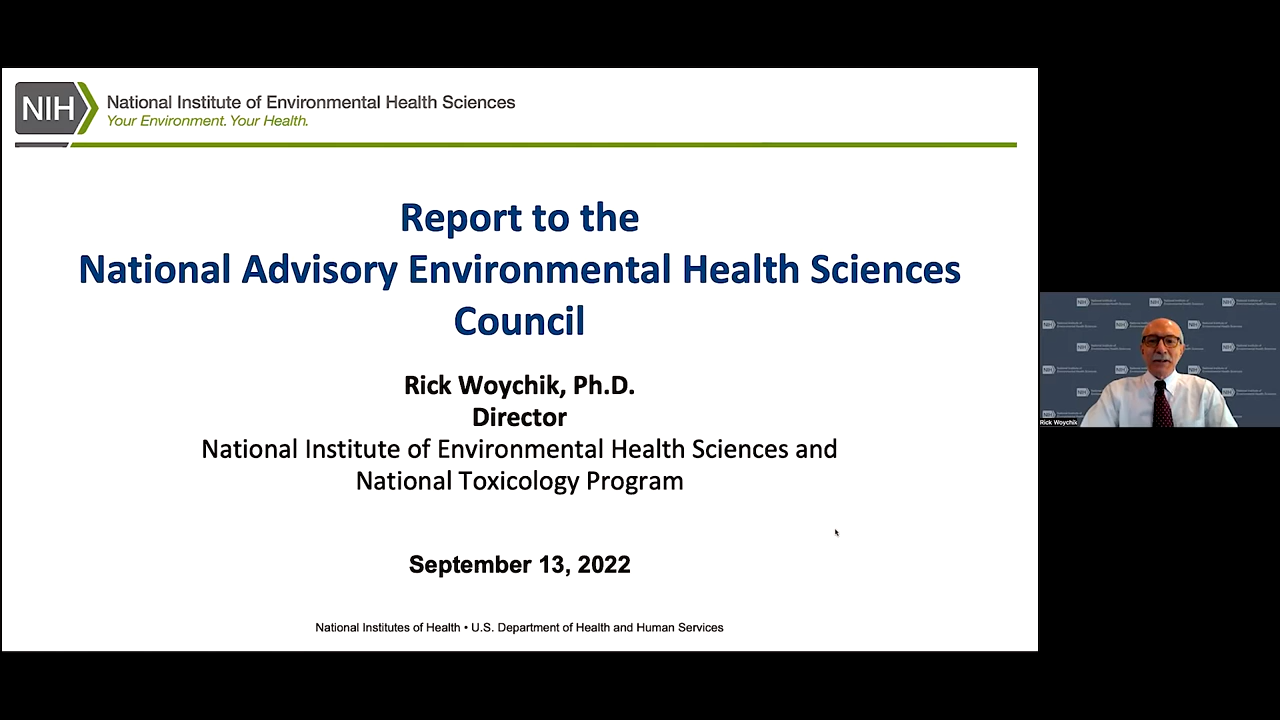 NIH
National Institute of Environmental Health Sciences
Your Environment. Your Health.
Report to the
National Advisory Environmental Health Sciences
Council
Rick Woychik, Ph.D.
Director
National Institute of Environmental Health Sciences and
National Toxicology Program
September 13, 2022
National Institutes of Health • U.S. Department of Health and Human Services
Rick Woychik